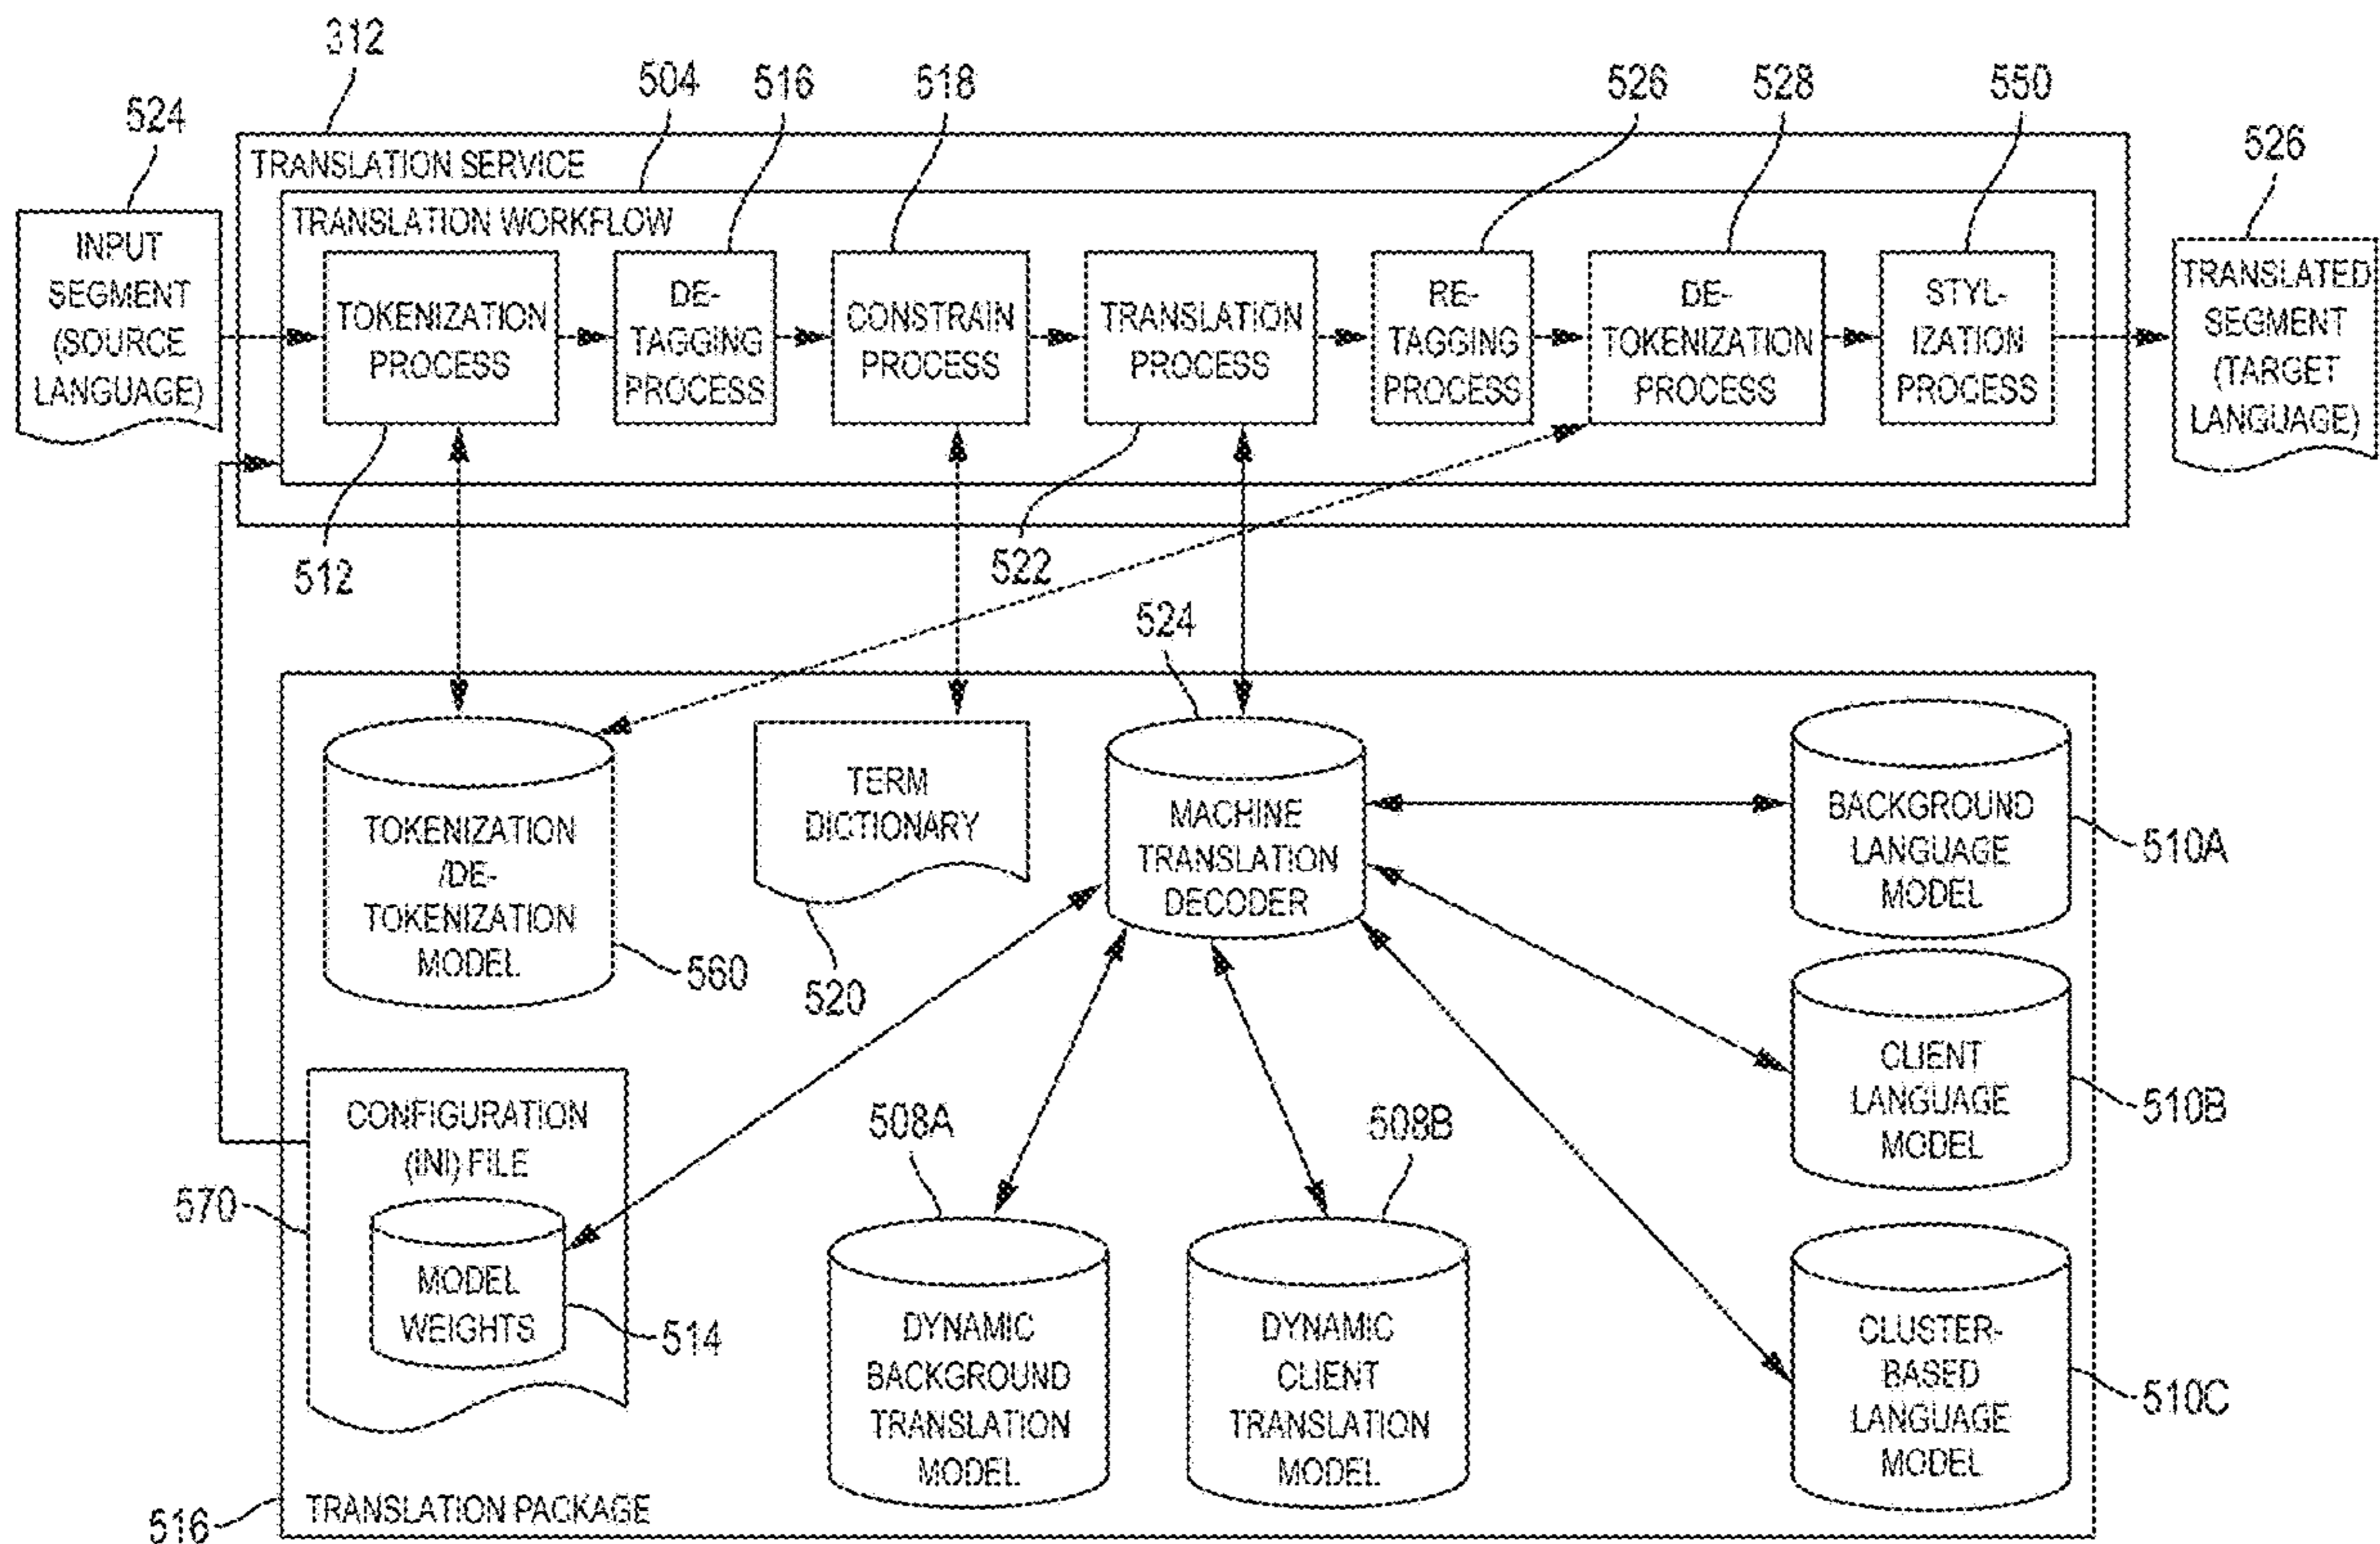 312
504
516
518
526
528
550
524
526
TRANSLATION SERVICE
TRANSLATION WORKFLOW
INPUT
SEGMENT
(SOURCE
LANGUAGE)
TOKENIZATION
PROCESS
DE-
TAGGING
PROCESS
CONSTRAIN
PROCESS
TRANSLATION
PROCESS
RE-
TAGGING
PROCESS
DE-
TOKENIZATION
PROCESS
STYL-
IZATION
PROCESS
TRANSLATED
SEGMENT
(TARGET
LANGUAGE)
512
522
524
TOKENIZATION
/DE-
TOKENIZATION
MODEL
560
TERM
DICTIONARY
520
MACHINE
TRANSLATION
DECODER
BACKGROUND
LANGUAGE
MODEL
510A
CLIENT
LANGUAGE
MODEL
510B
CONFIGURATION
(INI) FILE
570
MODEL
WEIGHTS
514
508A
508B
DYNAMIC
BACKGROUND
TRANSLATION
MODEL
DYNAMIC
CLIENT
TRANSLATION
MODEL
CLUSTER-
BASED
LANGUAGE
MODEL
510C
516
TRANSLATION PACKAGE